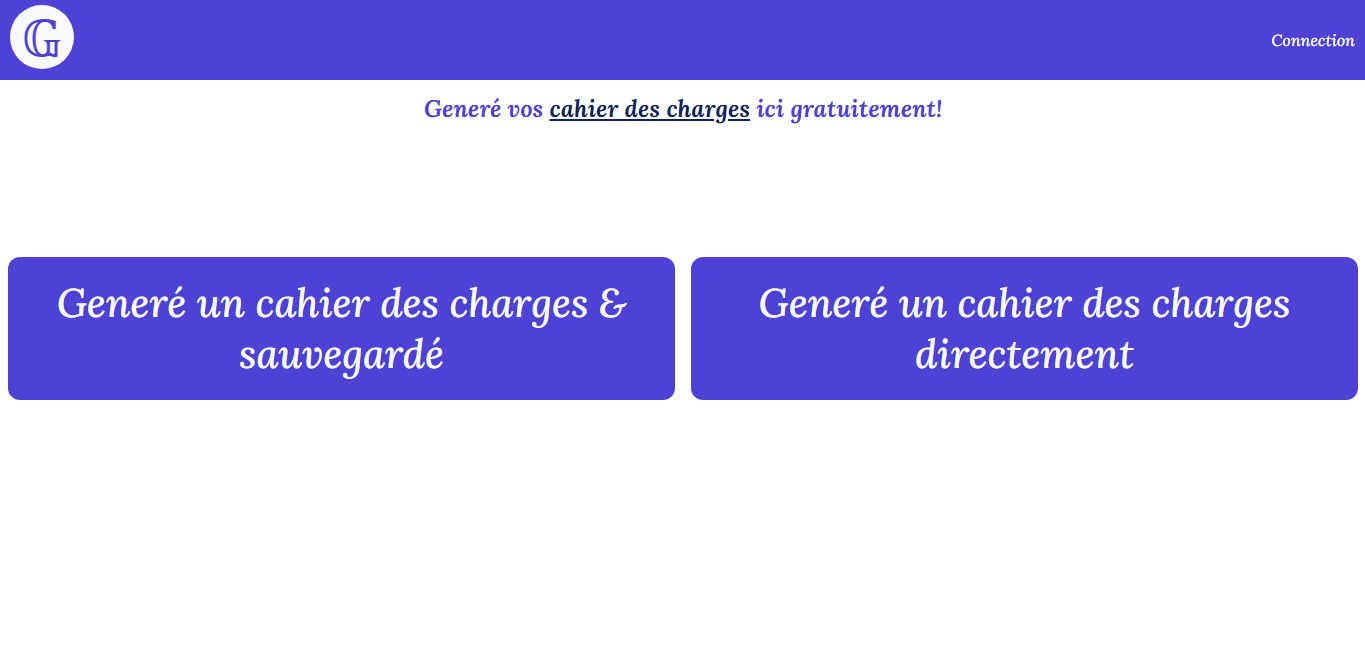 G
Connection
Generé vos cahier des charges ici gratuitement!
Generé un cahier des charges &
sauvegardé
Generé un cahier des charges
directement